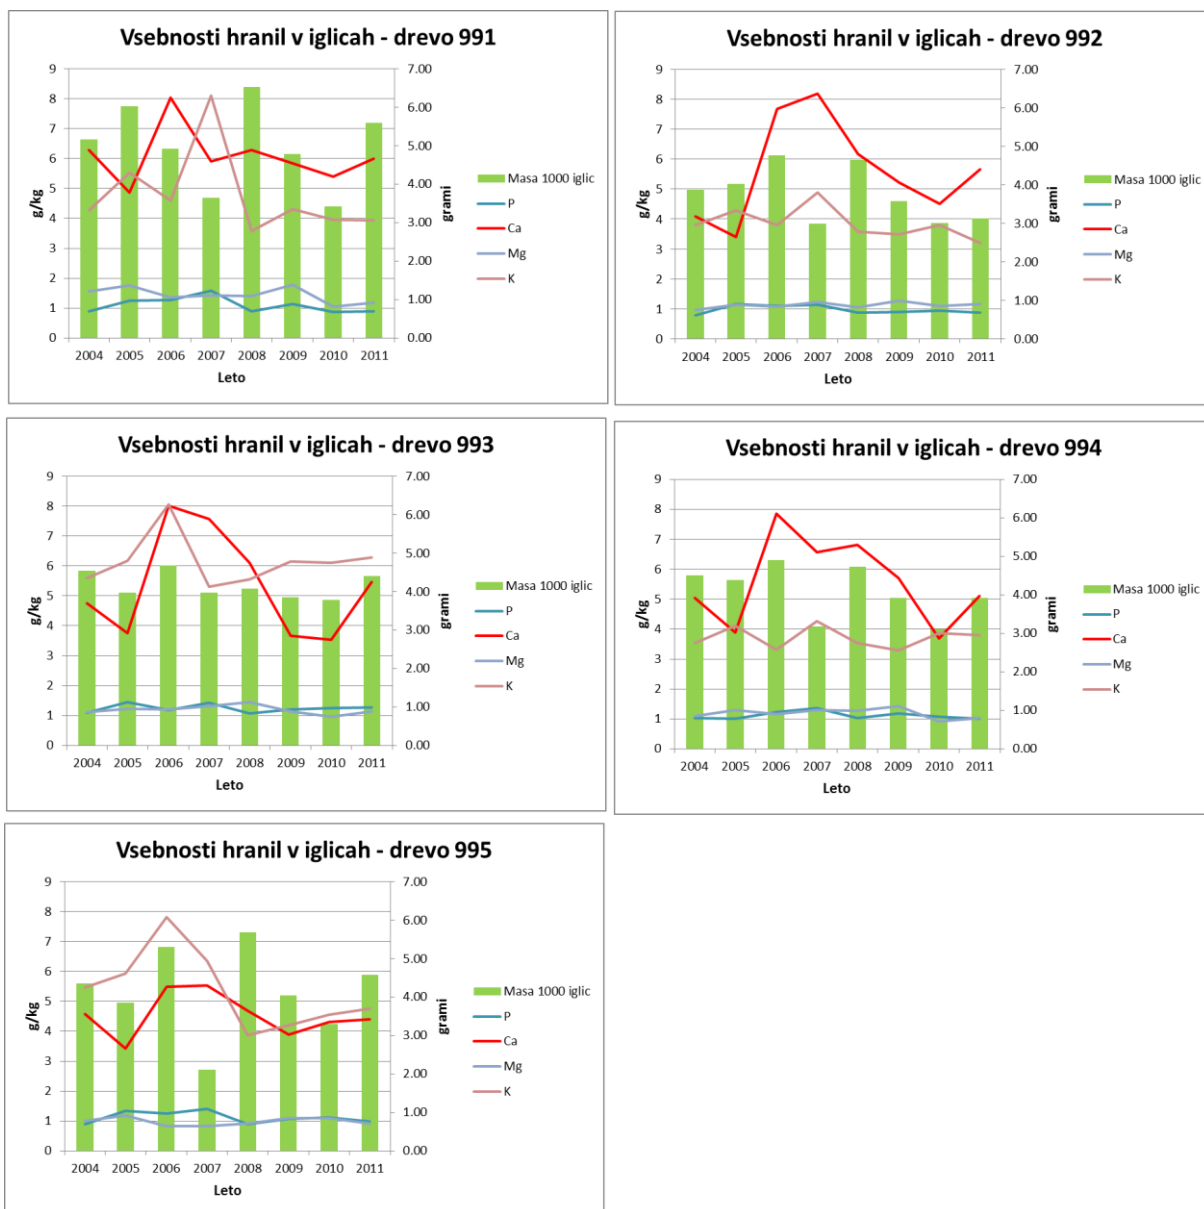 Vsebnosti hranil v iglicah - drevo 991
9
8
7
6
5
4
3
2
1
0
g/kg
7.00
6.00
5.00
4.00
3.00
2.00
1.00
0.00
grami
2004 2005 2006 2007 2008 2009 2010 2011
Leto
Masa 1000 iglic
P
Ca
Mg
K
Vsebnosti hranil v iglicah - drevo 992
9
8
7
6
5
4
3
2
1
0
g/kg
7.00
6.00
5.00
4.00
3.00
2.00
1.00
0.00
grami
2004 2005 2006 2007 2008 2009 2010 2011
Leto
Masa 1000 iglic
P
Ca
Mg
K
Vsebnosti hranil v iglicah - drevo 993
9
8
7
6
5
4
3
2
1
0
g/kg
7.00
6.00
5.00
4.00
3.00
2.00
1.00
0.00
grami
2004 2005 2006 2007 2008 2009 2010 2011
Leto
Masa 1000 iglic
P
Ca
Mg
K
Vsebnosti hranil v iglicah - drevo 994
9
8
7
6
5
4
3
2
1
0
g/kg
7.00
6.00
5.00
4.00
3.00
2.00
1.00
0.00
grami
2004 2005 2006 2007 2008 2009 2010 2011
Leto
Masa 1000 iglic
P
Ca
Mg
K
Vsebnosti hranil v iglicah - drevo 995
9
8
7
6
5
4
3
2
1
0
g/kg
7.00
6.00
5.00
4.00
3.00
2.00
1.00
0.00
grami
2004 2005 2006 2007 2008 2009 2010 2011
Leto
Masa 1000 iglic
P
Ca
Mg
K